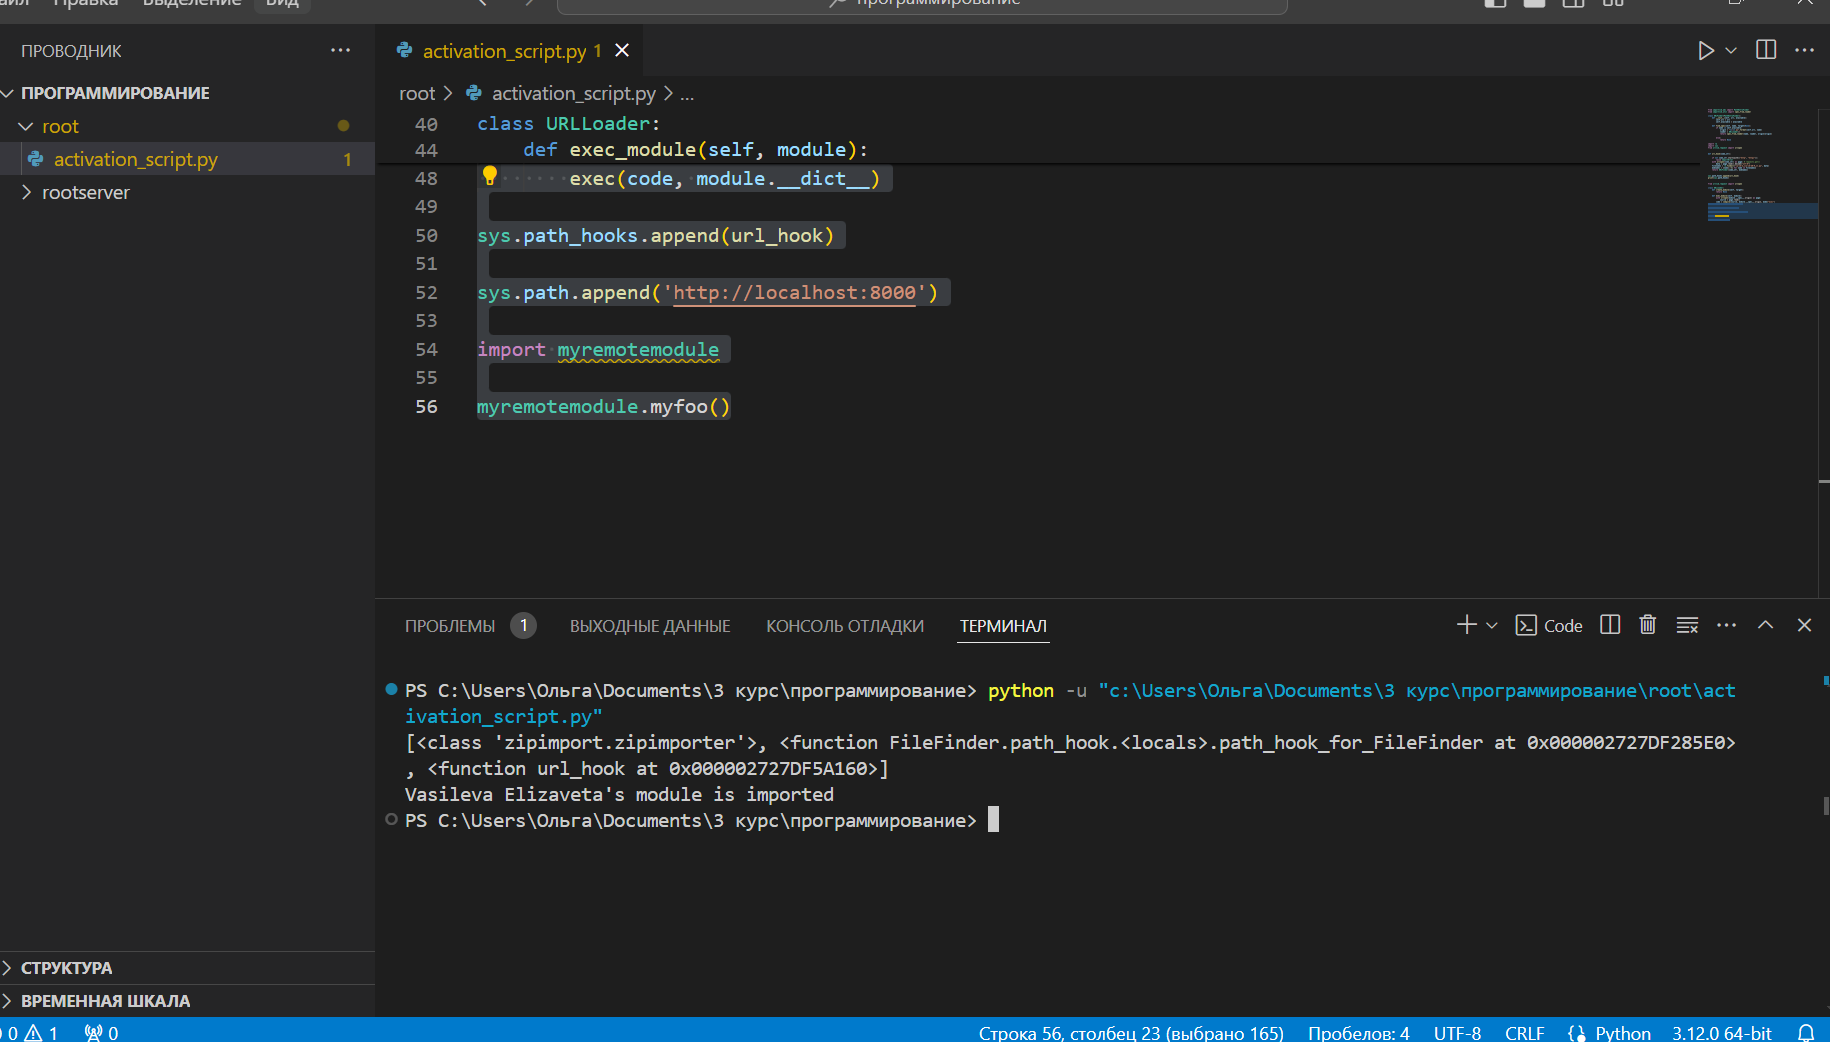 Правка
Выделение
Вид
программирование
ПРОВОДНИК
ПРОГРАММИРОВАНИЕ
root
activation_script.py 1
rootserver
СТРУКТУРА
ВРЕМЕННАЯ ШКАЛА
activation_script.py 1
root > activation_script.py > ...
40 class URLLoader:
44 def exec_module(self, module):
48 exec(code, module.__dict__)
49
50 sys.path_hooks.append(url_hook)
51
52 sys.path.append('http://localhost:8000')
53
54 import myremotemodule
55
56 myremotemodule.myfoo()
ПРОБЛЕМЫ 1 ВЫХОДНЫЕ ДАННЫЕ КОНСОЛЬ ОТЛАДКИ ТЕРМИНАЛ
Code
PS C:\Users\Ольга\Documents\3 курс\программирование> python -u "c:\Users\Ольга\Documents\3 курс\программирование\root\act
ivation_script.py"
[<class 'zipimport.zipimporter'>, <function FileFinder.path_hook.<locals>.path_hook_for_FileFinder at 0x000002727DF285E0>
, <function url_hook at 0x000002727DF5A160>]
Vasileva Elizaveta's module is imported
PS C:\Users\Ольга\Documents\3 курс\программирование>
0 1 0 Строка 56, столбец 23 (выбрано 165) Пробелов: 4 UTF-8 CRLF Python 3.12.0 64-bit